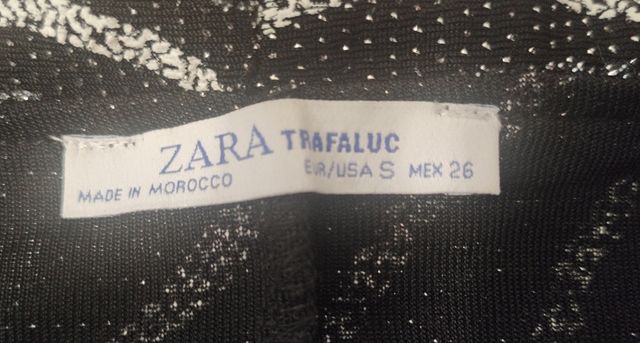 ZARA TRAFALUC
EUR/USA S MEX 26
MADE IN MOROCCO